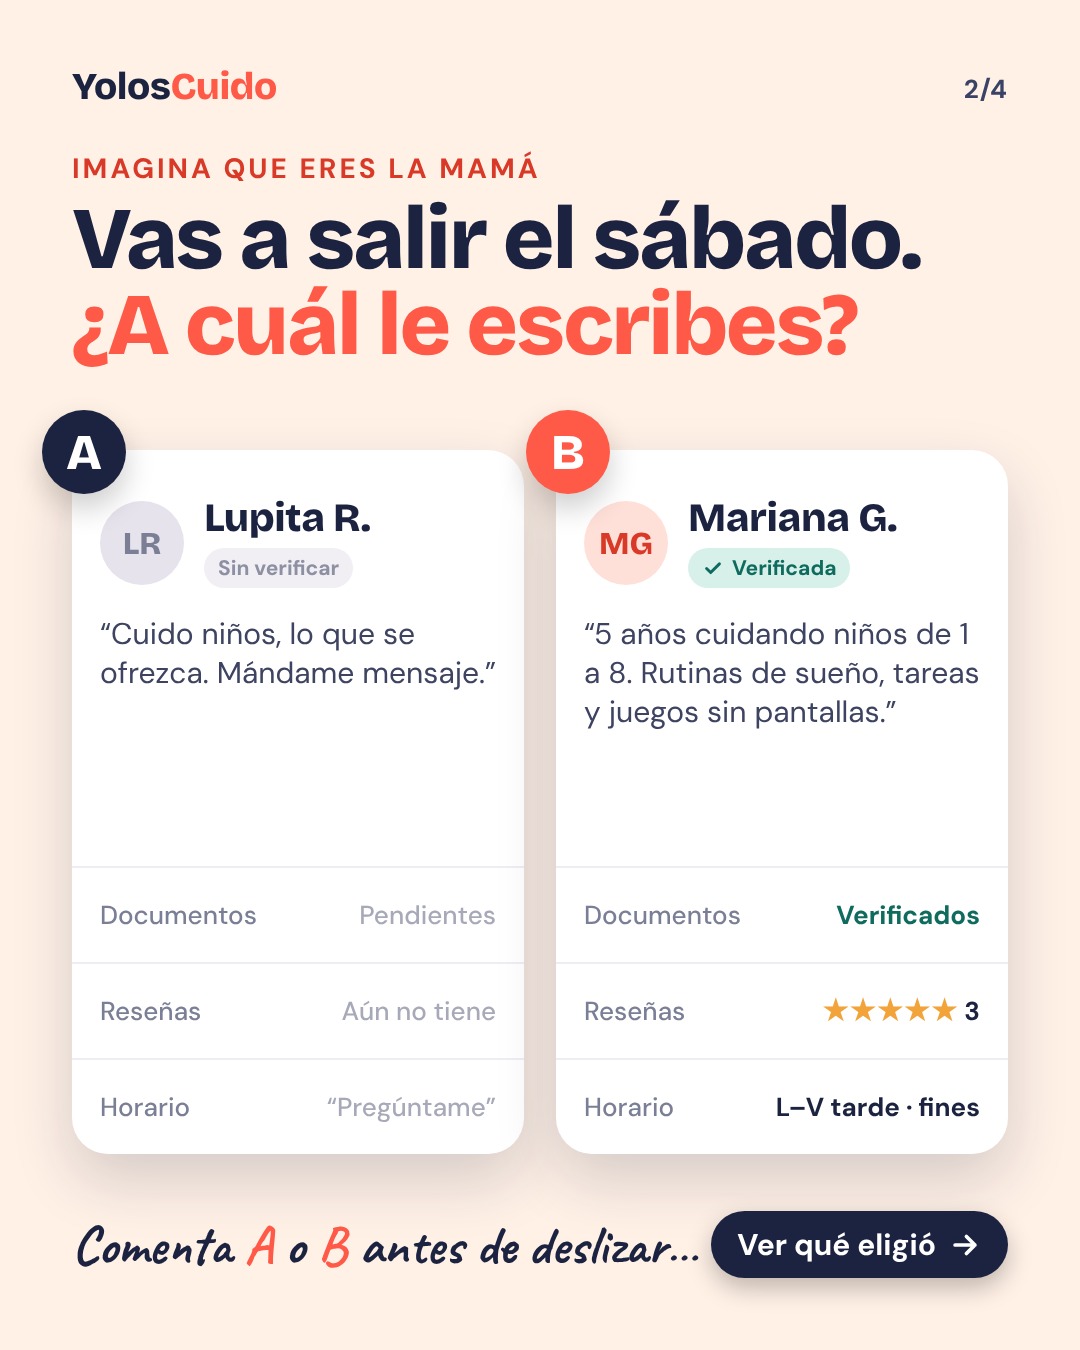 YolosCuido
2/4
IMAGINA QUE ERES LA MAMÁ
Vas a salir el sábado.
¿A cuál le escribes?
A
LR
Lupita R.
Sin verificar
“Cuido niños, lo que se
ofrezca. Mándame mensaje.”
Documentos Pendientes
Reseñas Aún no tiene
Horario “Pregúntame”
B
MG
Mariana G.
✓ Verificada
“5 años cuidando niños de 1
a 8. Rutinas de sueño, tareas
y juegos sin pantallas.”
Documentos Verificados
Reseñas ★★★★★ 3
Horario L–V tarde · fines
Comenta A o B antes de deslizar...
Ver qué eligió →